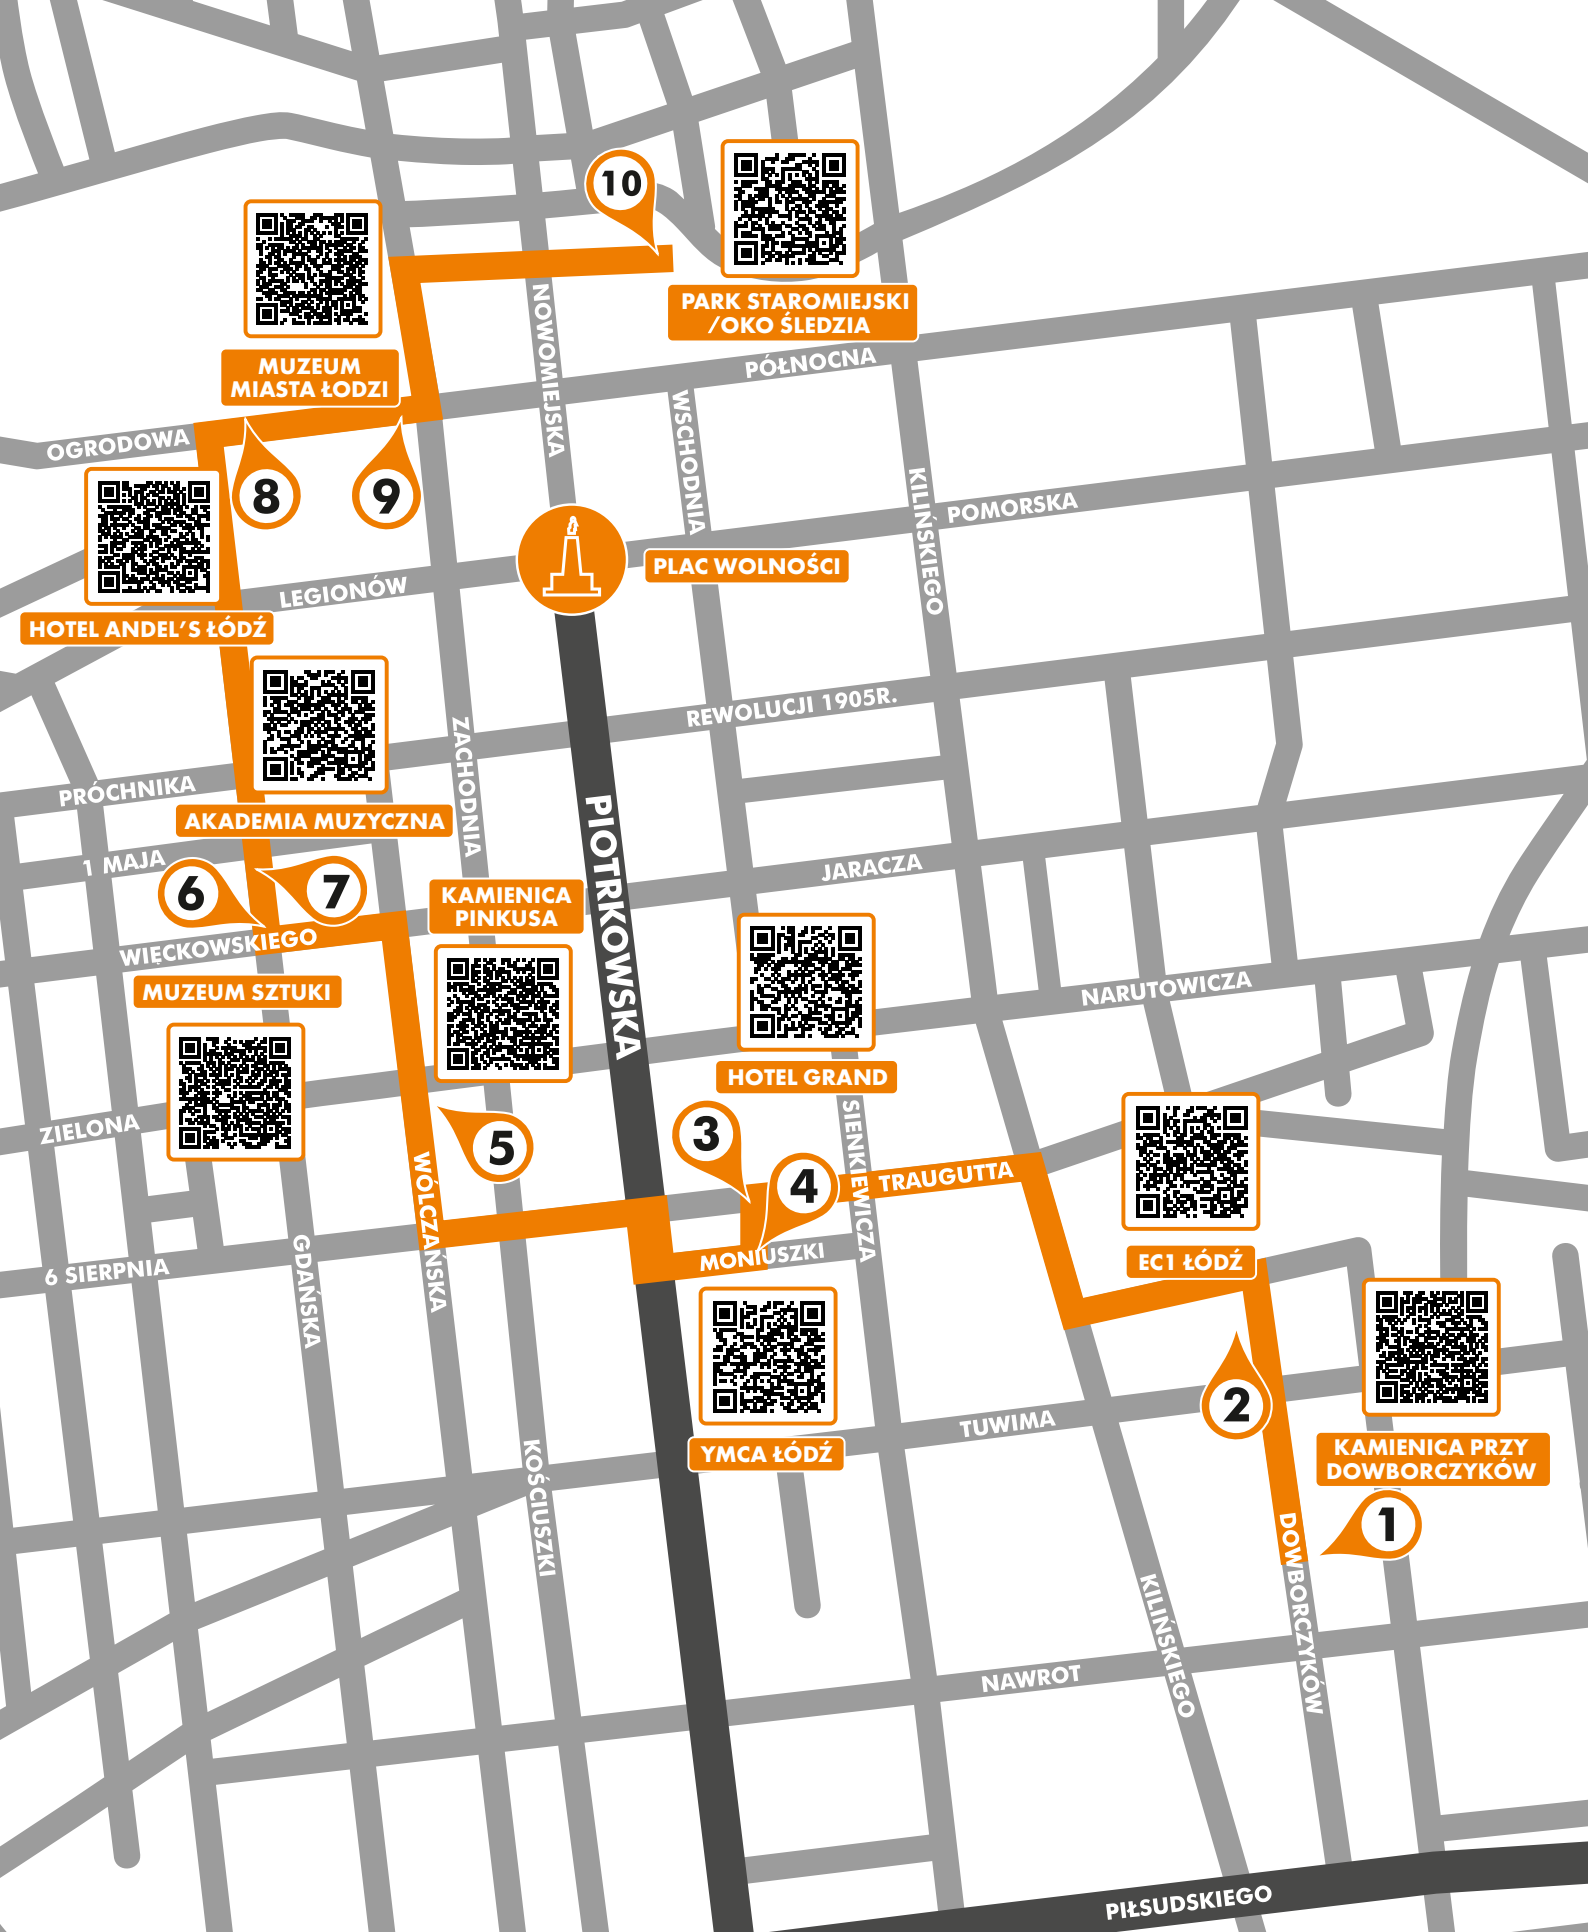 10
NOWOMIEJSKA
PARK STAROMIEJSKI
/OKO ŚLEDZIA
MUZEUM
MIASTA ŁODZI
PÓŁNOCNA
WSCHODNIA
OGRODOWA
8
9
KILIŃSKIEGO
POMORSKA
PLAC WOLNOŚCI
LEGIONÓW
HOTEL ANDEL'S ŁÓDŹ
REWOLUCJI 1905R.
ZACHODNIA
PRÓCHNIKA
PIOTRKOWSKA
AKADEMIA MUZYCZNA
1 MAJA
JARACZA
6
7
KAMIENICA
PINKUSA
WIĘCKOWSKIEGO
MUZEUM SZTUKI
NARUTOWICZA
HOTEL GRAND
ZIELONA
SIENKIEWICZA
3
5
4
TRAUGUTTA
WÓLCZAŃSKA
MONIUSZKI
GDAŃSKA
6 SIERPNIA
EC1 ŁÓDŹ
2
TUWIMA
YMCA ŁÓDŹ
KOŚCIUSZKI
KAMIENICA PRZY
DOWBORCZYKÓW
1
DOWBORCZYKÓW
KILIŃSKIEGO
NAWROT
PIŁSUDSKIEGO